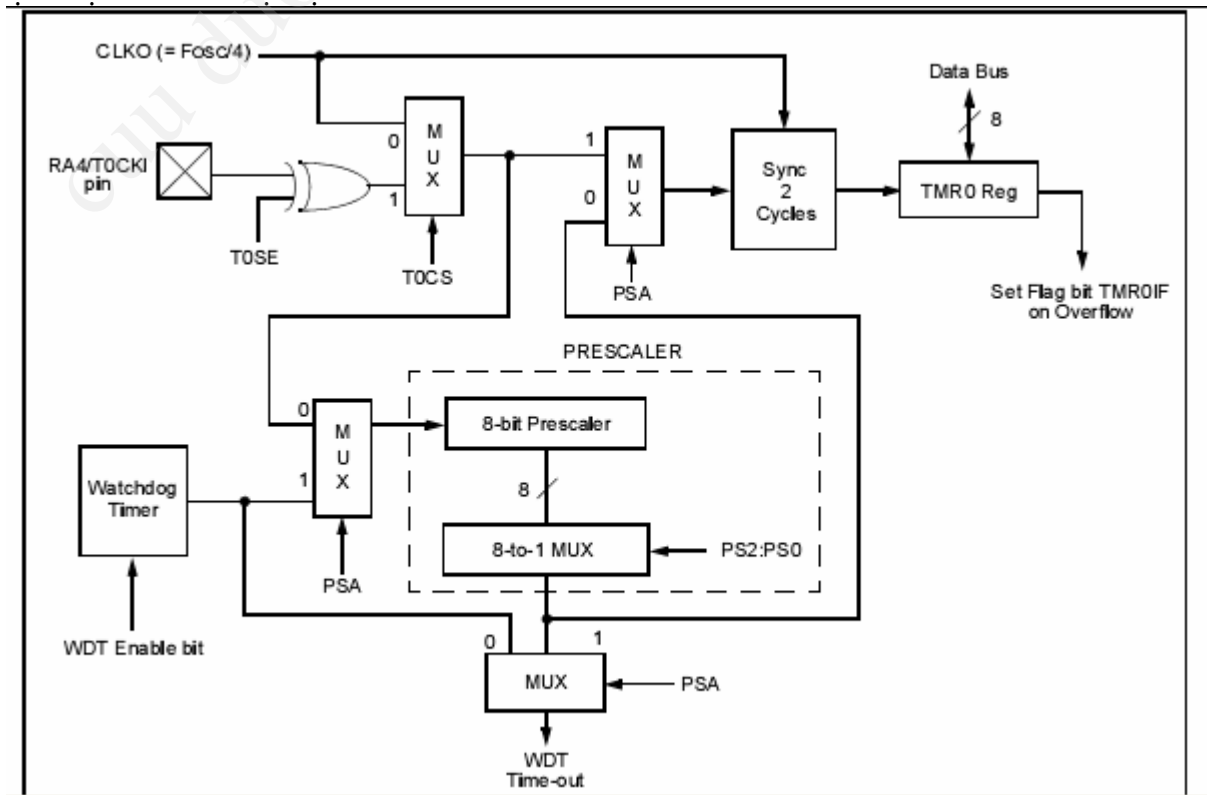 CLKO (= Fosc/4)
Data Bus
8
RA4/T0CKI
pin
T0SE
0
1
M
U
X
T0CS
1
0
M
U
X
PSA
Sync
2
Cycles
TMR0 Reg
Set Flag bit TMR0IF
on Overflow
PRESCALER
0
1
M
U
X
PSA
8-bit Prescaler
8
8-to-1 MUX
PS2:PS0
Watchdog
Timer
WDT Enable bit
0
1
MUX
PSA
WDT
Time-out